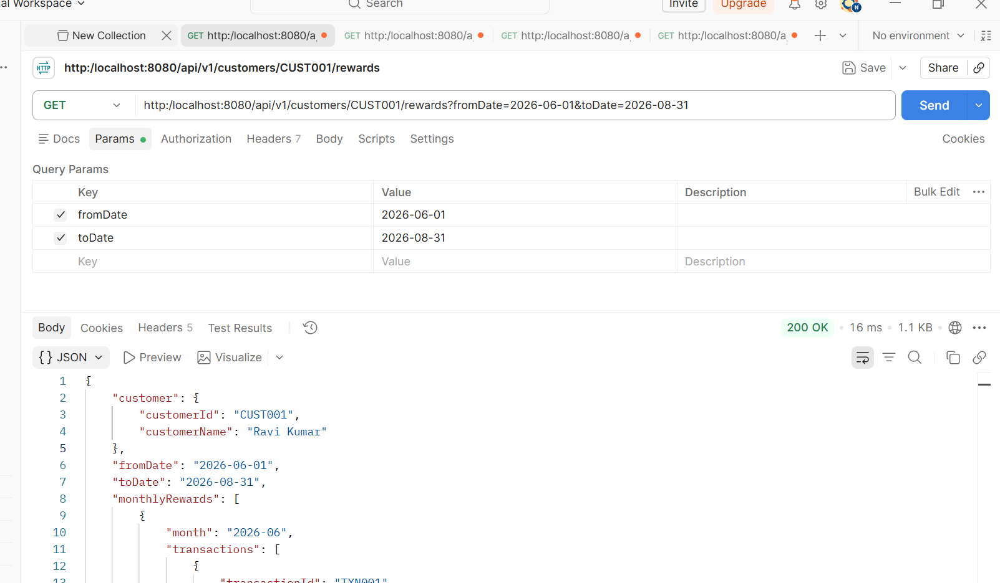 al Workspace
Search
Invite
Upgrade
N
New Collection
GET http:/localhost:8080/a
GET http:/localhost:8080/a
GET http:/localhost:8080/a
GET http:/localhost:8080/a
No environment
HTTP
http:/localhost:8080/api/v1/customers/CUST001/rewards
Save
Share
GET
http:/localhost:8080/api/v1/customers/CUST001/rewards?fromDate=2026-06-01&toDate=2026-08-31
Send
Docs
Params
Authorization
Headers 7
Body
Scripts
Settings
Cookies
Query Params
Key Value Description Bulk Edit
fromDate 2026-06-01
toDate 2026-08-31
Key Value Description
Body
Cookies
Headers 5
Test Results
200 OK
16 ms
1.1 KB
{} JSON
Preview
Visualize
1 {
2 "customer": {
3 "customerId": "CUST001",
4 "customerName": "Ravi Kumar"
5 },
6 "fromDate": "2026-06-01",
7 "toDate": "2026-08-31",
8 "monthlyRewards": [
9 {
10 "month": "2026-06",
11 "transactions": [
12 {
13 "transactionId": "TXN001"